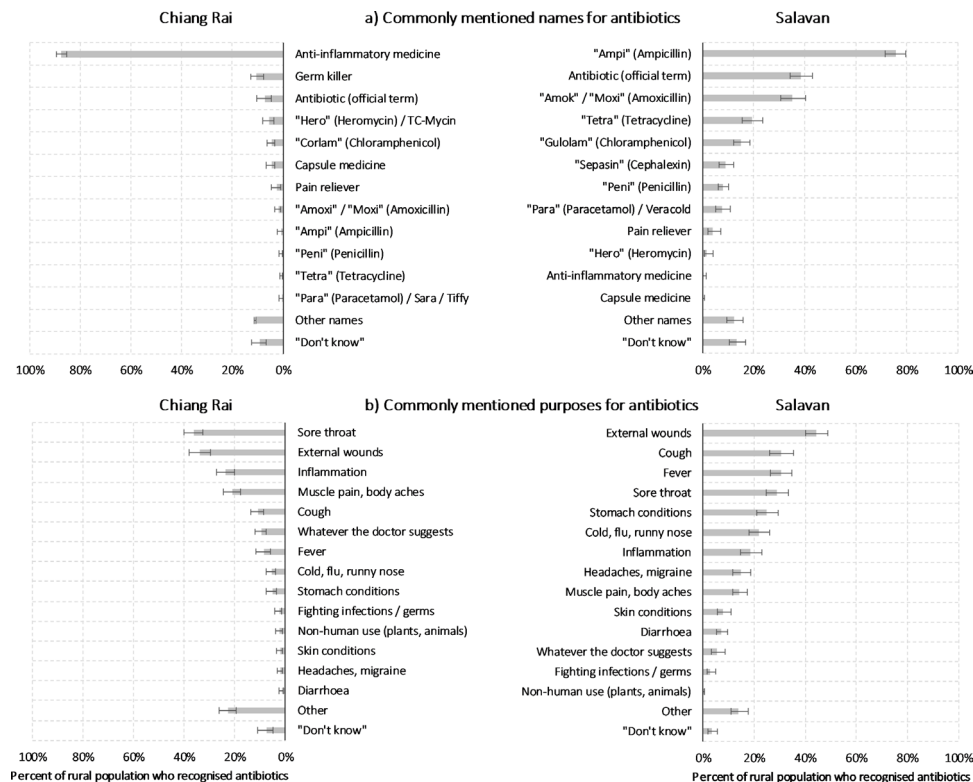 Chiang Rai a) Commonly mentioned names for antibiotics Salavan
Anti-inflammatory medicine "Ampi" (Ampicillin)
Germ killer Antibiotic (official term)
Antibiotic (official term) "Amok" / "Moxi" (Amoxicillin)
"Hero" (Heromycin) / TC-Mycin "Tetra" (Tetracycline)
"Corlam" (Chloramphenicol) "Gulolam" (Chloramphenicol)
Capsule medicine "Sepasin" (Cephalexin)
Pain reliever "Peni" (Penicillin)
"Amoxi" / "Moxi" (Amoxicillin) "Para" (Paracetamol) / Veracold
"Ampi" (Ampicillin) Pain reliever
"Peni" (Penicillin) "Hero" (Heromycin)
"Tetra" (Tetracycline) Anti-inflammatory medicine
"Para" (Paracetamol) / Sara / Tiffy Capsule medicine
Other names Other names
"Don't know" "Don't know"
100% 80% 60% 40% 20% 0% 0% 20% 40% 60% 80% 100%
Chiang Rai b) Commonly mentioned purposes for antibiotics Salavan
Sore throat External wounds
External wounds Cough
Inflammation Fever
Muscle pain, body aches Sore throat
Cough Stomach conditions
Whatever the doctor suggests Cold, flu, runny nose
Fever Inflammation
Cold, flu, runny nose Headaches, migraine
Stomach conditions Muscle pain, body aches
Fighting infections / germs Skin conditions
Non-human use (plants, animals) Diarrhoea
Skin conditions Whatever the doctor suggests
Headaches, migraine Fighting infections / germs
Diarrhoea Non-human use (plants, animals)
Other Other
"Don't know" "Don't know"
100% 80% 60% 40% 20% 0% 0% 20% 40% 60% 80% 100%
Percent of rural population who recognised antibiotics Percent of rural population who recognised antibiotics